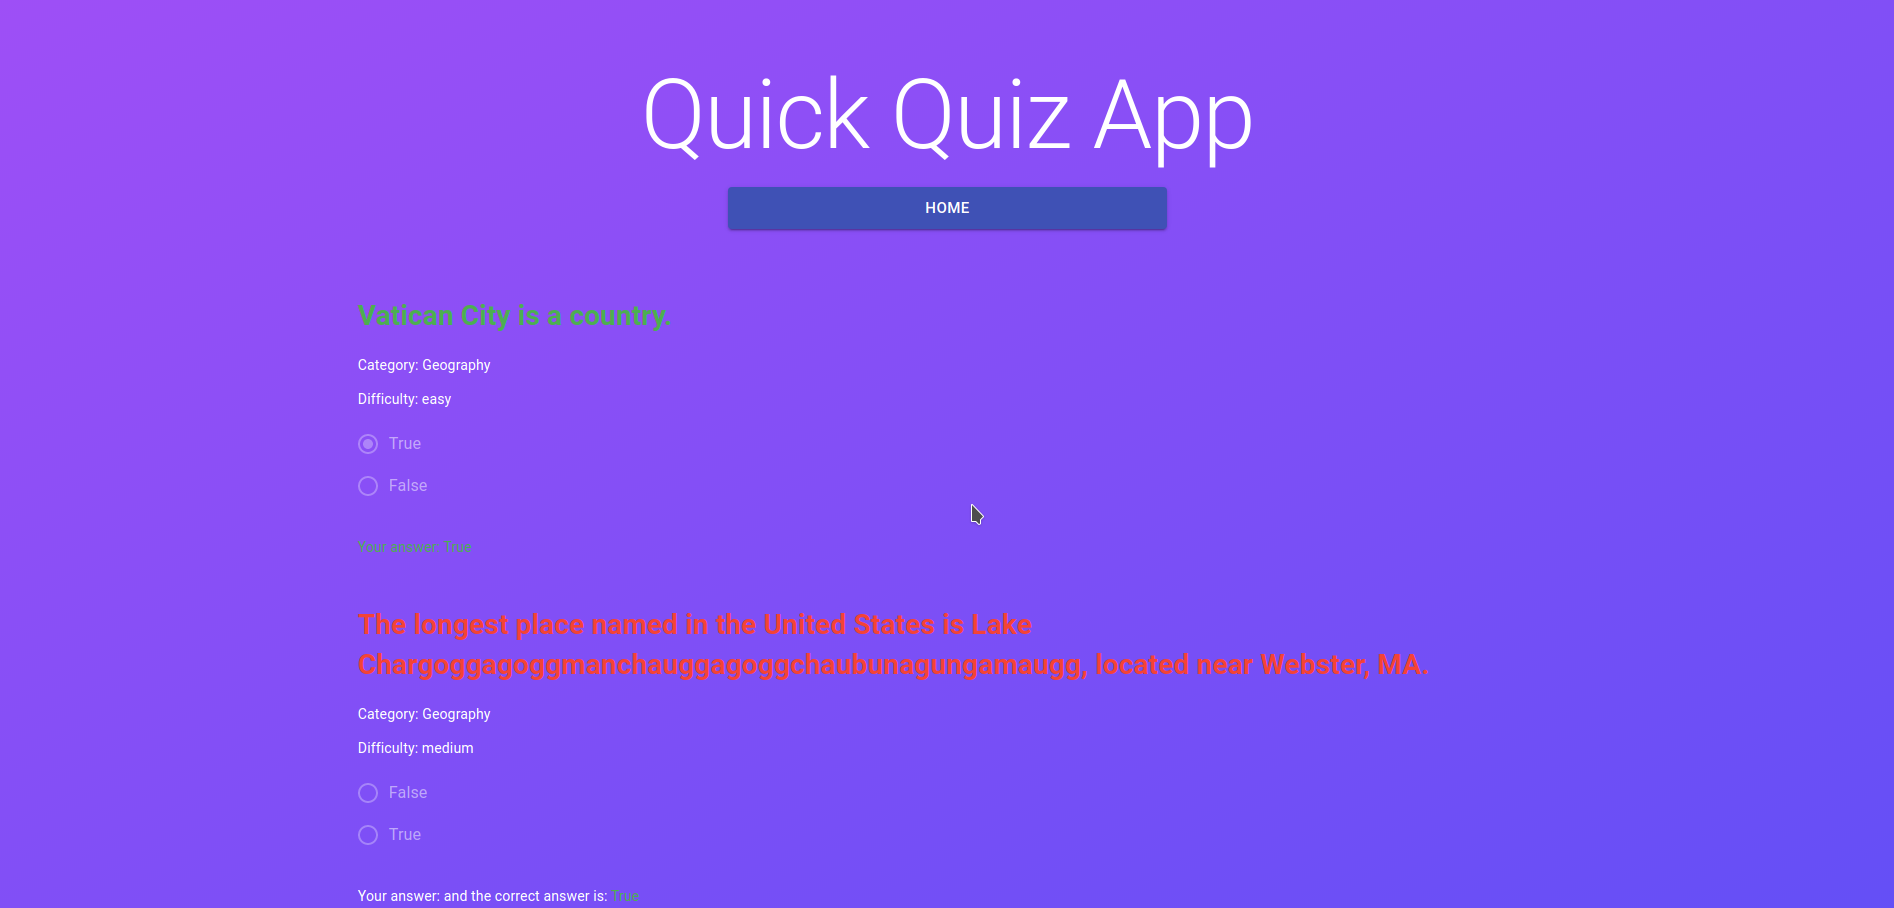 Quick Quiz App
HOME
Vatican City is a country.
Category: Geography
Difficulty: easy
True
False
Your answer: True
The longest place named in the United States is Lake
Chargoggagoggmanchauggagoggchaubunagungamaugg, located near Webster, MA.
Category: Geography
Difficulty: medium
False
True
Your answer: and the correct answer is: True